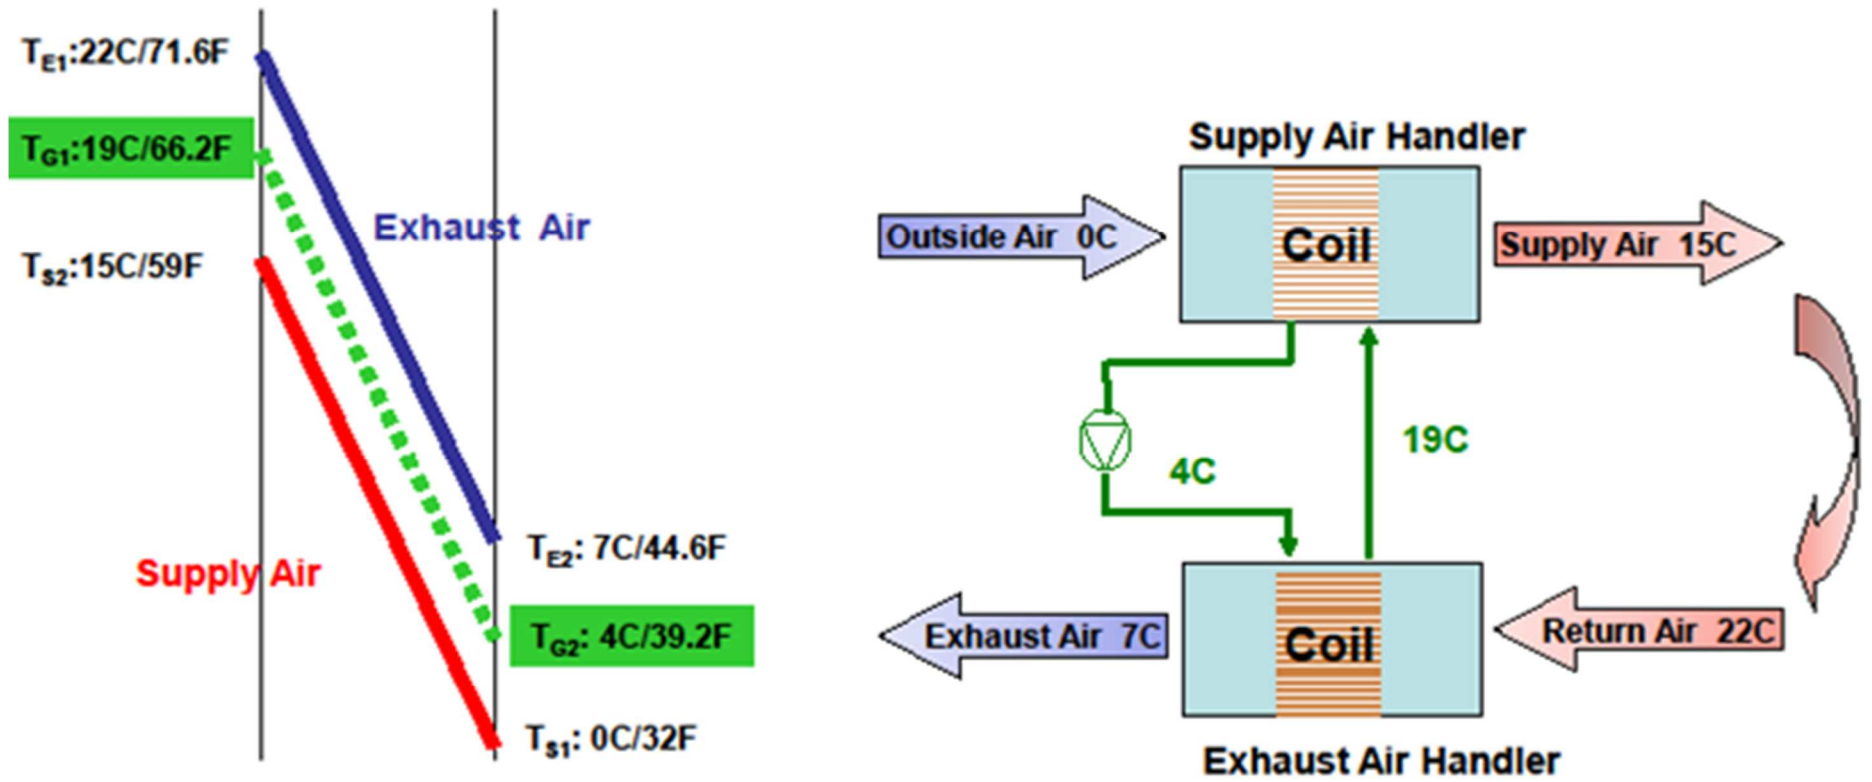 TE1:22C/71.6F
TG1:19C/66.2F
Exhaust Air
TS2:15C/59F
TE2: 7C/44.6F
Supply Air
TG2: 4C/39.2F
TS1: 0C/32F
Supply Air Handler
Outside Air 0C
Coil
Supply Air 15C
4C
19C
Exhaust Air 7C
Coil
Return Air 22C
Exhaust Air Handler